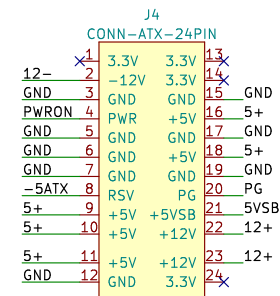 J4
CONN-ATX-24PIN
1 3.3V 3.3V 13
12- 2 -12V 3.3V 14
GND 3 GND GND 15 GND
PWRON 4 PWR +5V 16 5+
GND 5 GND GND 17 GND
GND 6 GND +5V 18 5+
GND 7 GND GND 19 GND
-5ATX 8 RSV PG 20 PG
5+ 9 +5V +5VSB 21 5VSB
5+ 10 +5V +12V 22 12+
5+ 11 +5V +12V 23 12+
GND 12 GND 3.3V 24